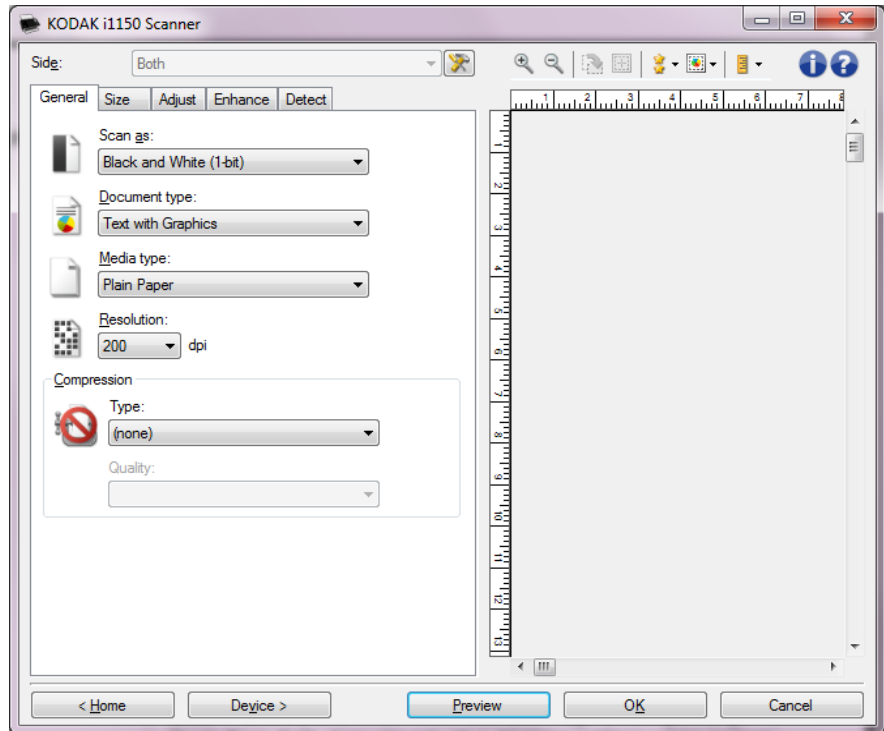 KODAK i1150 Scanner
Side: Both
General Size Adjust Enhance Detect
Scan as:
Black and White (1-bit)
Document type:
Text with Graphics
Media type:
Plain Paper
Resolution:
200 dpi
Compression
Type:
(none)
Quality:
1 2 3 4 5 6 7 8
1
2
3
4
5
6
7
8
9
10
11
12
13
< Home Device > Preview OK Cancel